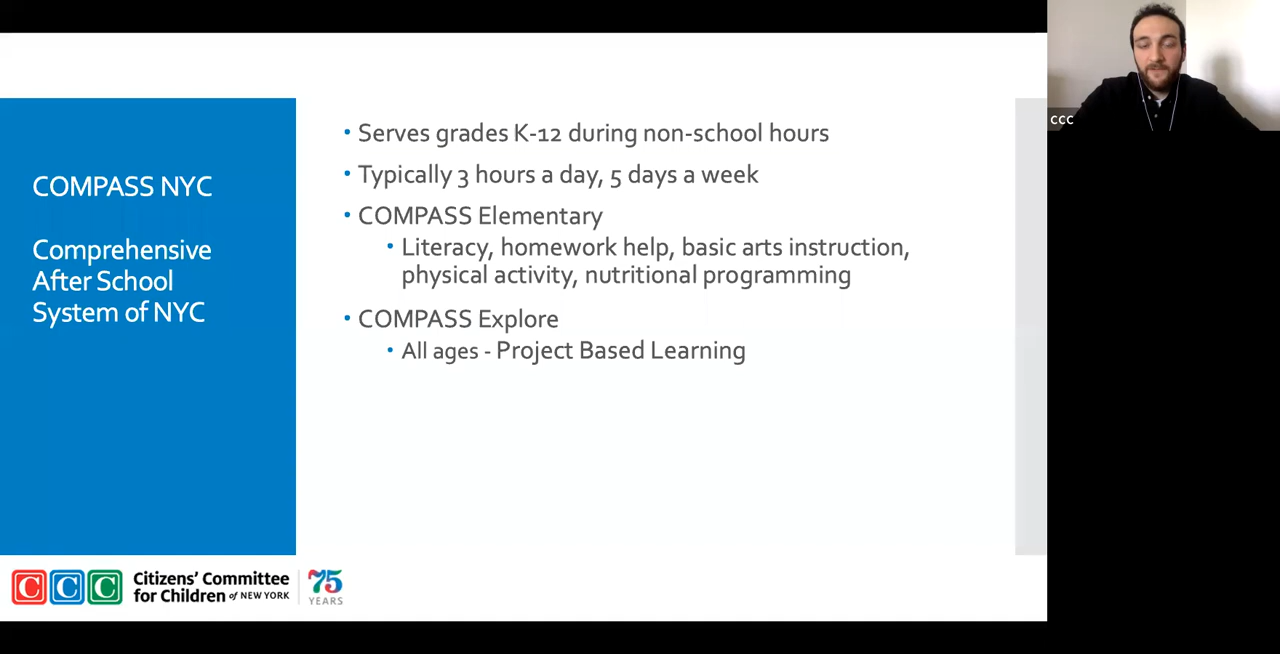 COMPASS NYC
Comprehensive
After School
System of NYC
• Serves grades K-12 during non-school hours
• Typically 3 hours a day, 5 days a week
• COMPASS Elementary
• Literacy, homework help, basic arts instruction,
physical activity, nutritional programming
• COMPASS Explore
• All ages - Project Based Learning
C C C
Citizens' Committee
for Children of NEW YORK
75
YEARS
ccc